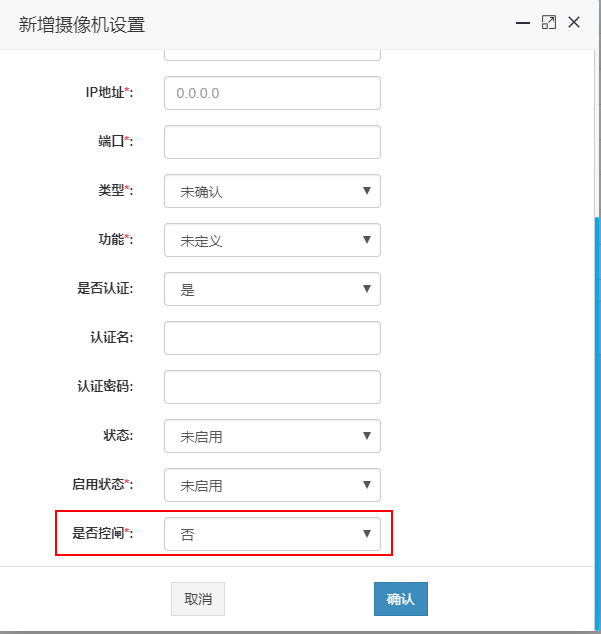 新增摄像机设置
IP地址*: 0.0.0.0
端口*:
类型*: 未确认
功能*: 未定义
是否认证: 是
认证名:
认证密码:
状态: 未启用
启用状态*: 未启用
是否控闸*: 否
取消 确认